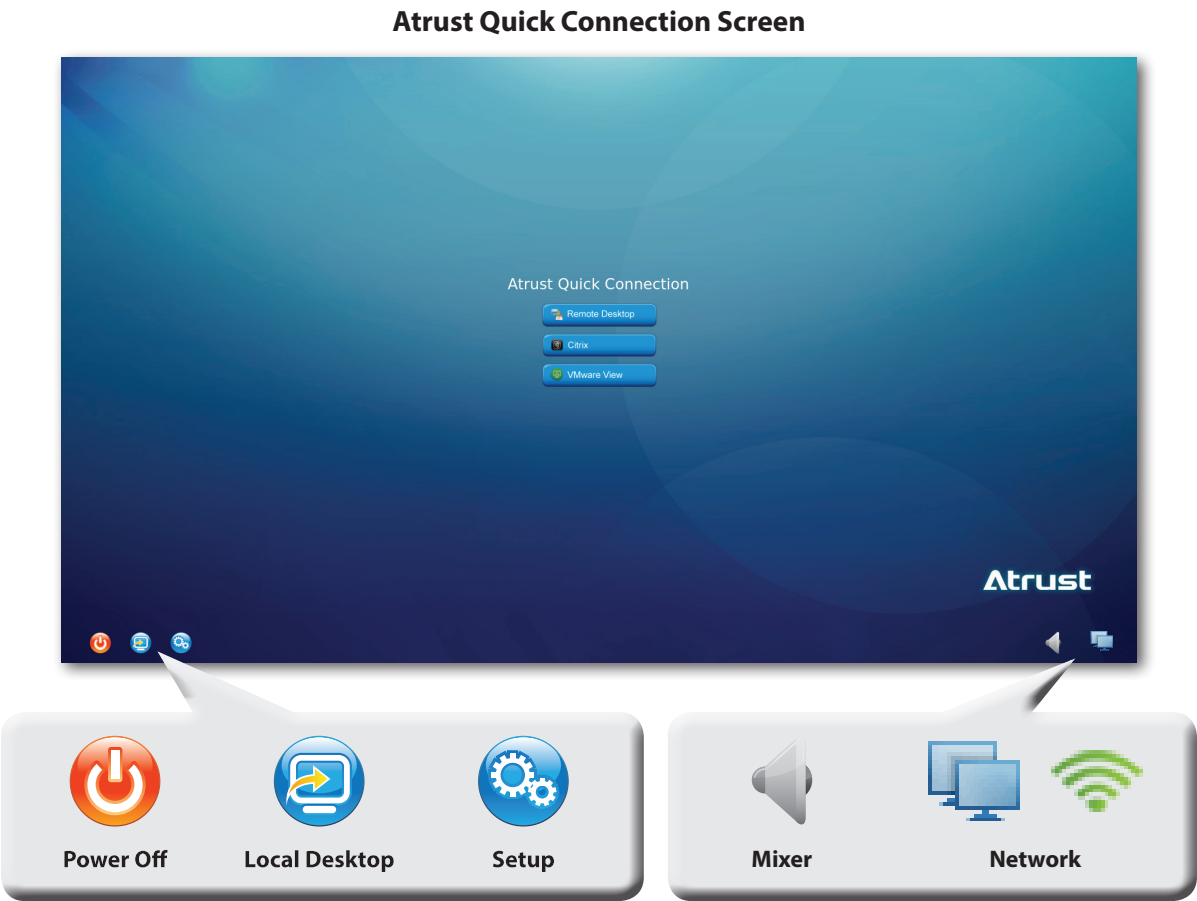 Atrust Quick Connection Screen
Atrust Quick Connection
Remote Desktop
Citrix
VMware View
Atrust
Power Off
Local Desktop
Setup
Mixer
Network